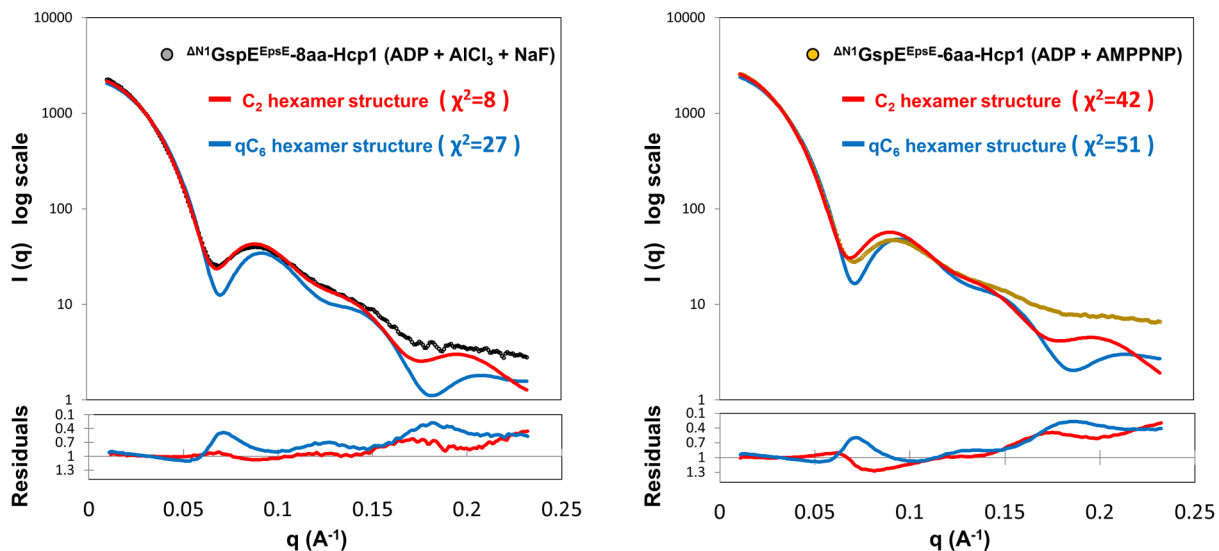 10000
1000
100
10
1
I (q) log scale
ΔN1GspEEpsE-8aa-Hcp1 (ADP + AlCl3 + NaF)
C2 hexamer structure ( χ2=8 )
qC6 hexamer structure ( χ2=27 )
0.1
0.4
0.7
1
1.3
Residuals
0 0.05 0.1 0.15 0.2 0.25
q (A-1)
10000
1000
100
10
1
I (q) log scale
ΔN1GspEEpsE-6aa-Hcp1 (ADP + AMPPNP)
C2 hexamer structure ( χ2=42 )
qC6 hexamer structure ( χ2=51 )
0.1
0.4
0.7
1
1.3
Residuals
0 0.05 0.1 0.15 0.2 0.25
q (A-1)